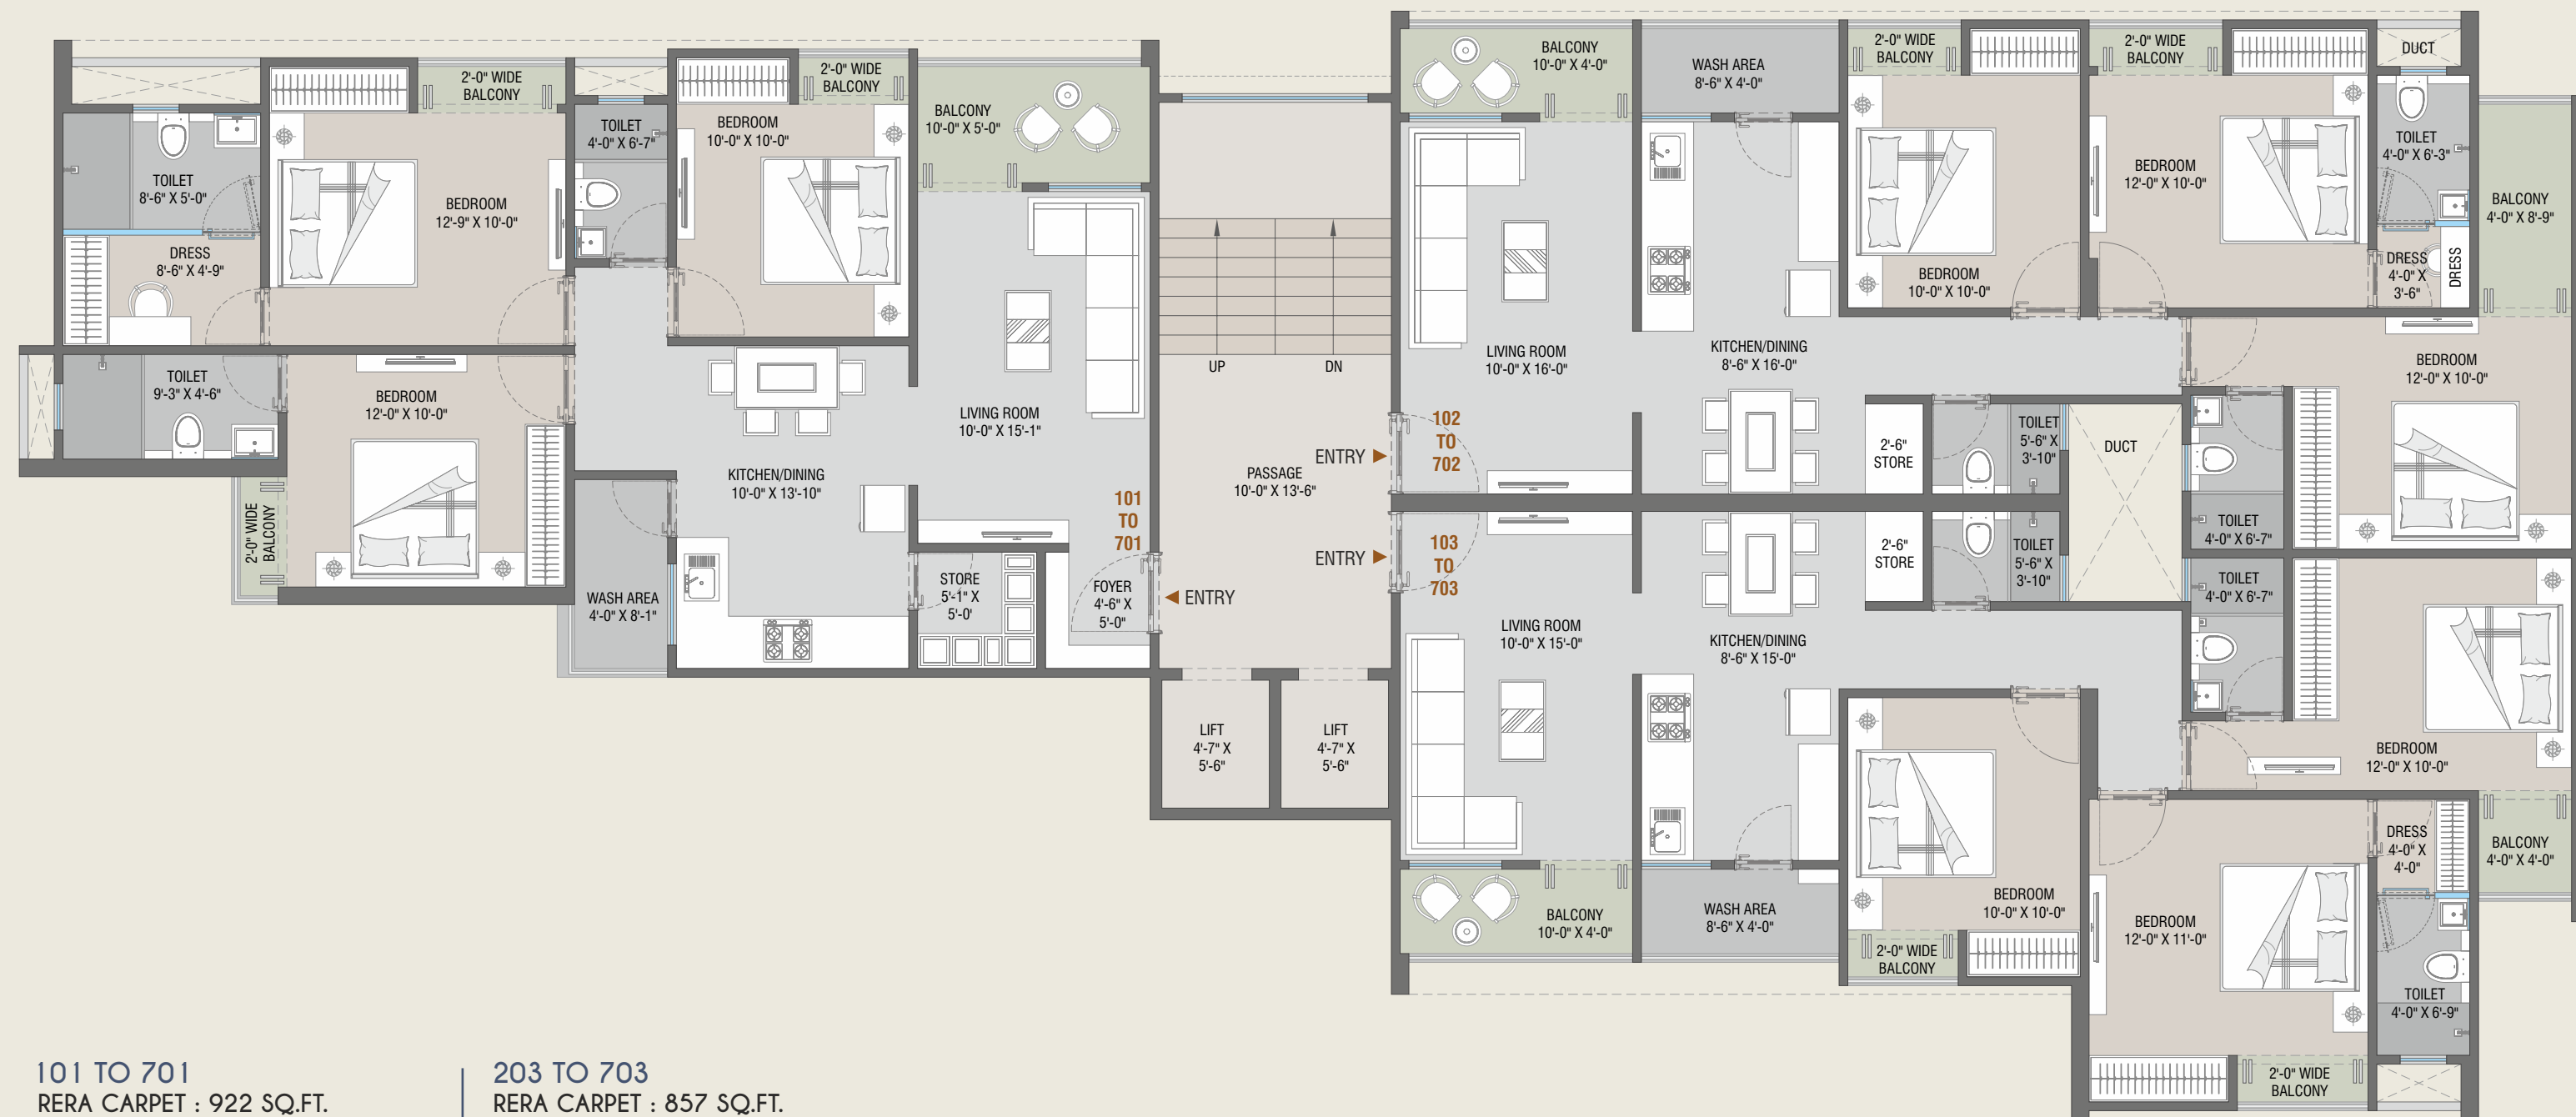 2'-0" WIDE
BALCONY
TOILET
8'-6" X 5'-0"
BEDROOM
12'-9" X 10'-0"
DRESS
8'-6" X 4'-9"
TOILET
4'-0" X 6'-7"
BEDROOM
10'-0" X 10'-0"
2'-0" WIDE
BALCONY
BALCONY
10'-0" X 5'-0"
TOILET
9'-3" X 4'-6"
BEDROOM
12'-0" X 10'-0"
2'-0" WIDE
BALCONY
LIVING ROOM
10'-0" X 15'-1"
KITCHEN/DINING
10'-0" X 13'-10"
WASH AREA
4'-0" X 8'-1"
STORE
5'-1" X
5'-0'
FOYER
4'-6" X
5'-0"
101
TO
701
ENTRY
UP
DN
PASSAGE
10'-0" X 13'-6"
ENTRY
ENTRY
LIFT
4'-7" X
5'-6"
LIFT
4'-7" X
5'-6"
BALCONY
10'-0" X 4'-0"
WASH AREA
8'-6" X 4'-0"
2'-0" WIDE
BALCONY
2'-0" WIDE
BALCONY
DUCT
TOILET
4'-0" X 6'-3"
BEDROOM
12'-0" X 10'-0"
BALCONY
4'-0" X 8'-9"
DRESS
4'-0" X
3'-6"
DRESS
BEDROOM
10'-0" X 10'-0"
LIVING ROOM
10'-0" X 16'-0"
KITCHEN/DINING
8'-6" X 16'-0"
BEDROOM
12'-0" X 10'-0"
102
TO
702
2'-6"
STORE
TOILET
5'-6" X
3'-10"
DUCT
TOILET
4'-0" X 6'-7"
103
TO
703
2'-6"
STORE
TOILET
5'-6" X
3'-10"
TOILET
4'-0" X 6'-7"
LIVING ROOM
10'-0" X 15'-0"
KITCHEN/DINING
8'-6" X 15'-0"
BEDROOM
12'-0" X 10'-0"
DRESS
4'-0" X
4'-0"
BALCONY
4'-0" X 4'-0"
BALCONY
10'-0" X 4'-0"
WASH AREA
8'-6" X 4'-0"
BEDROOM
10'-0" X 10'-0"
2'-0" WIDE
BALCONY
BEDROOM
12'-0" X 11'-0"
TOILET
4'-0" X 6'-9"
2'-0" WIDE
BALCONY
101 TO 701
RERA CARPET : 922 SQ.FT.
203 TO 703
RERA CARPET : 857 SQ.FT.